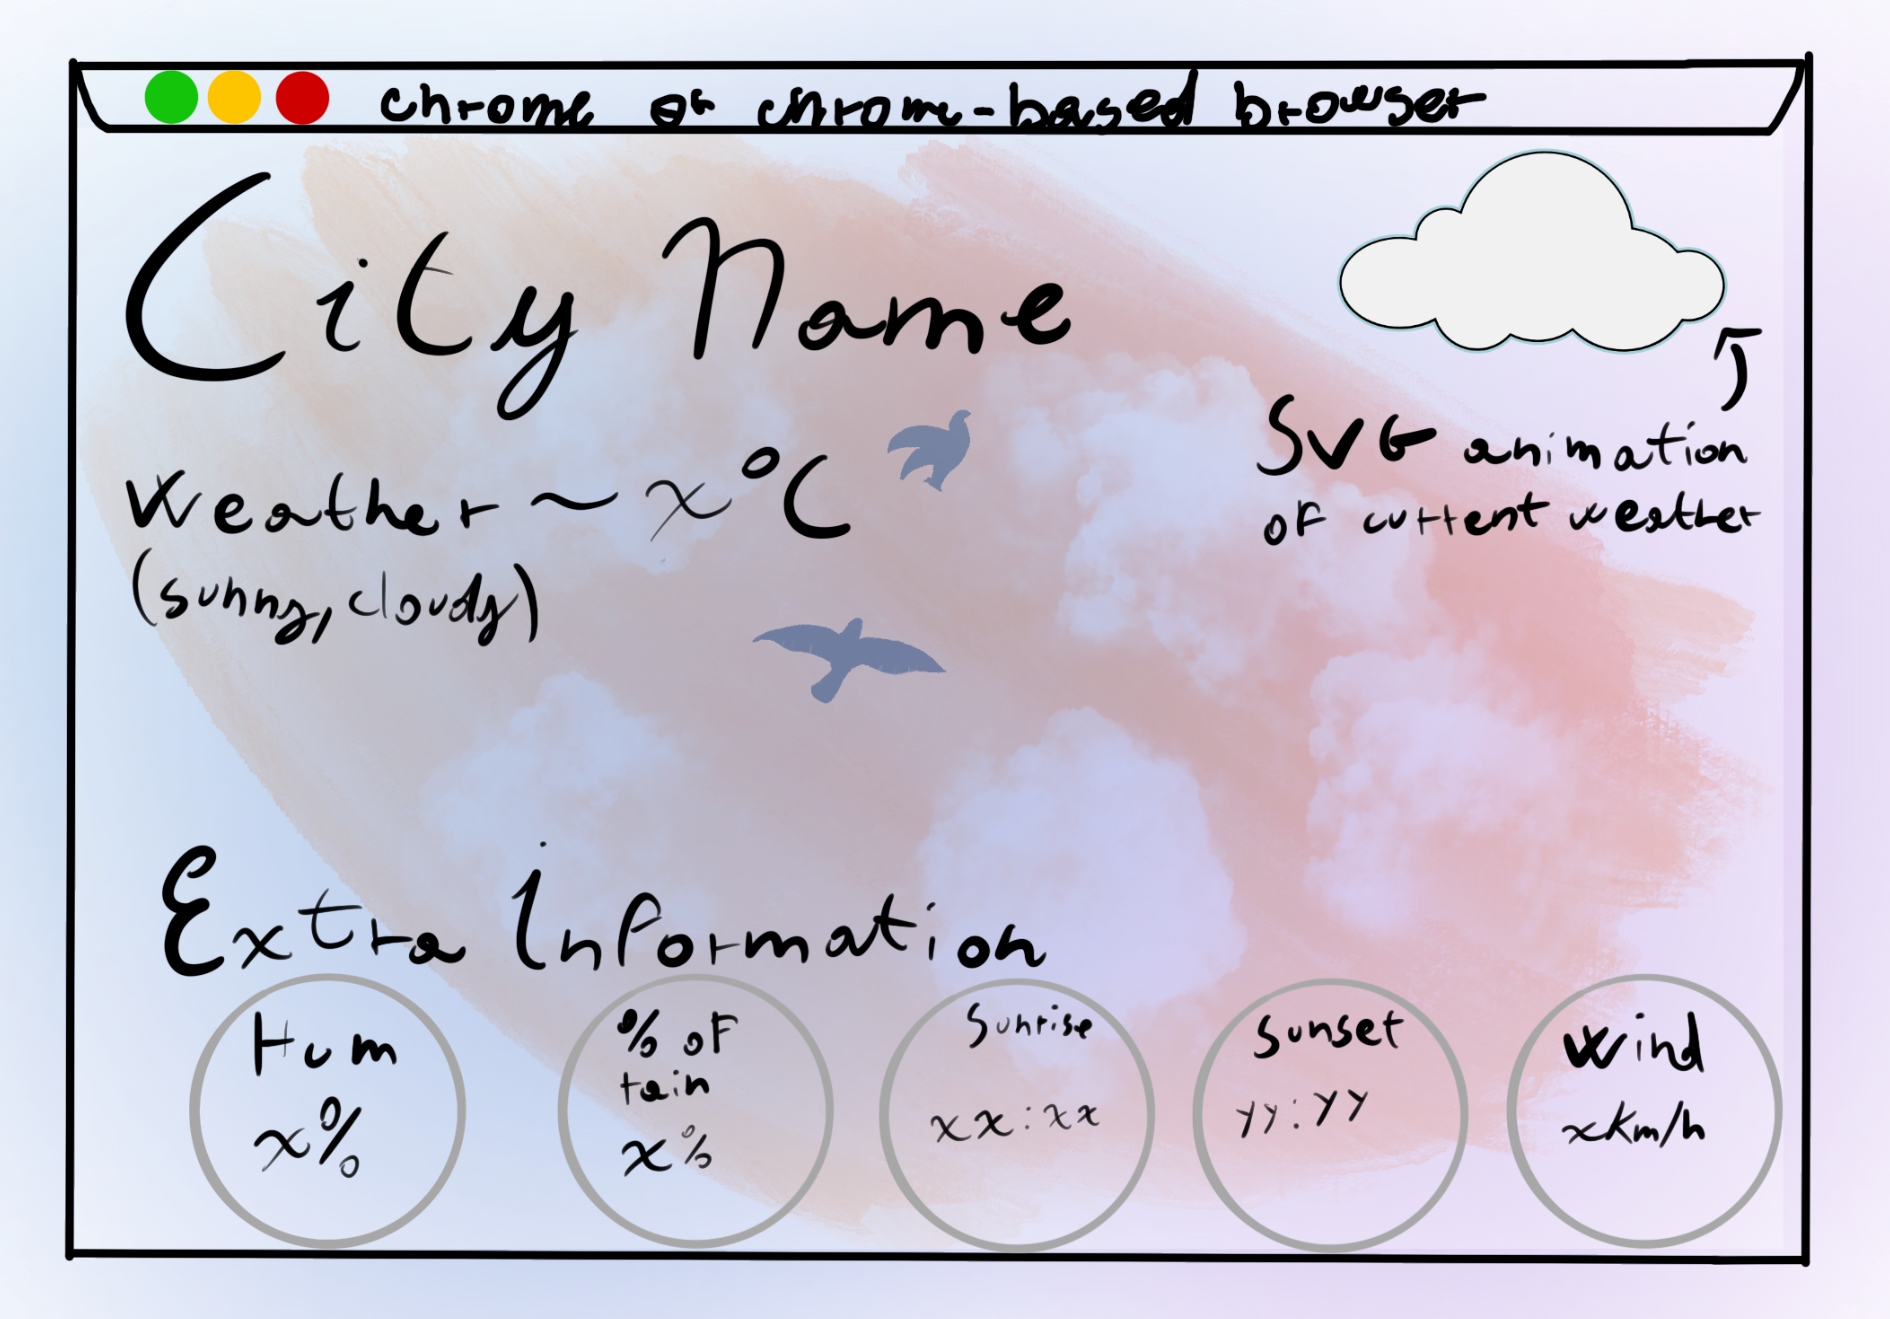 chrome or chrome-based browser
City Name
Weather ~ x°C
(sunny, cloudy)
SVG animation
of current weather
Extra Information
Hum
x%
% of
rain
x%
Sunrise
xx:xx
Sunset
yy:yy
Wind
xkm/h